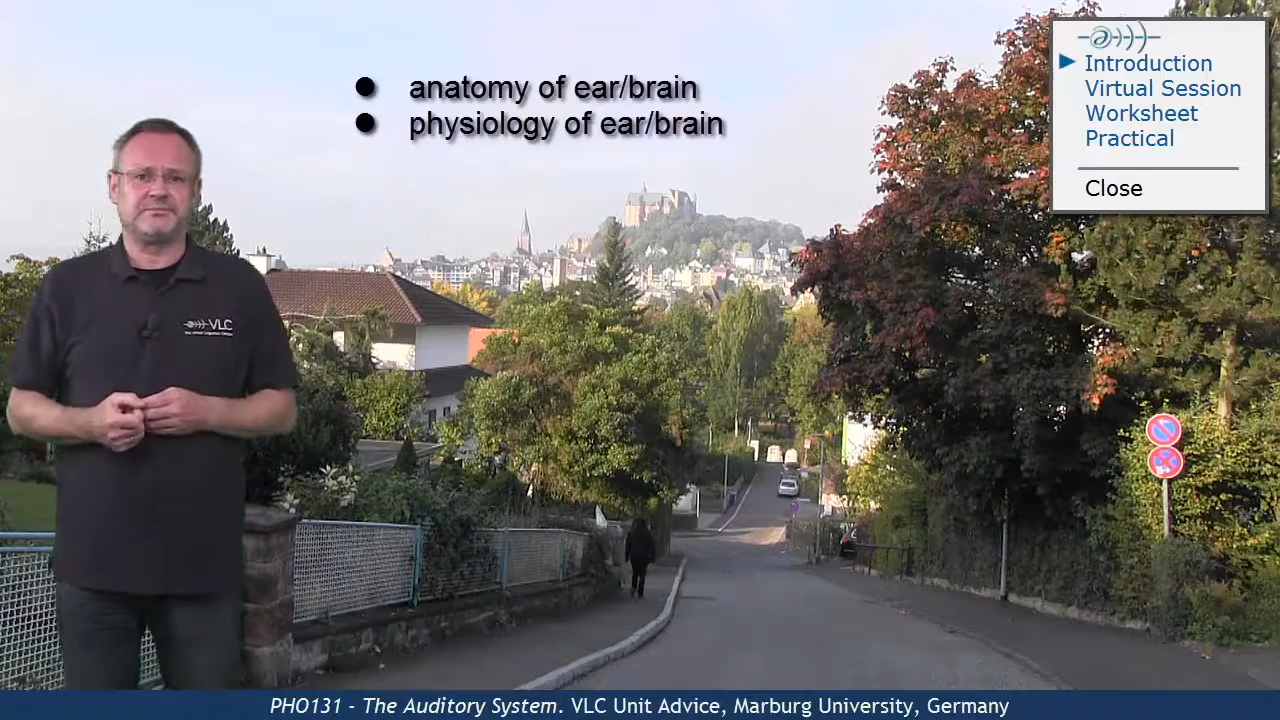 anatomy of ear/brain
physiology of ear/brain
Introduction
Virtual Session
Worksheet
Practical
Close
VLC
PHO131 - The Auditory System. VLC Unit Advice, Marburg University, Germany